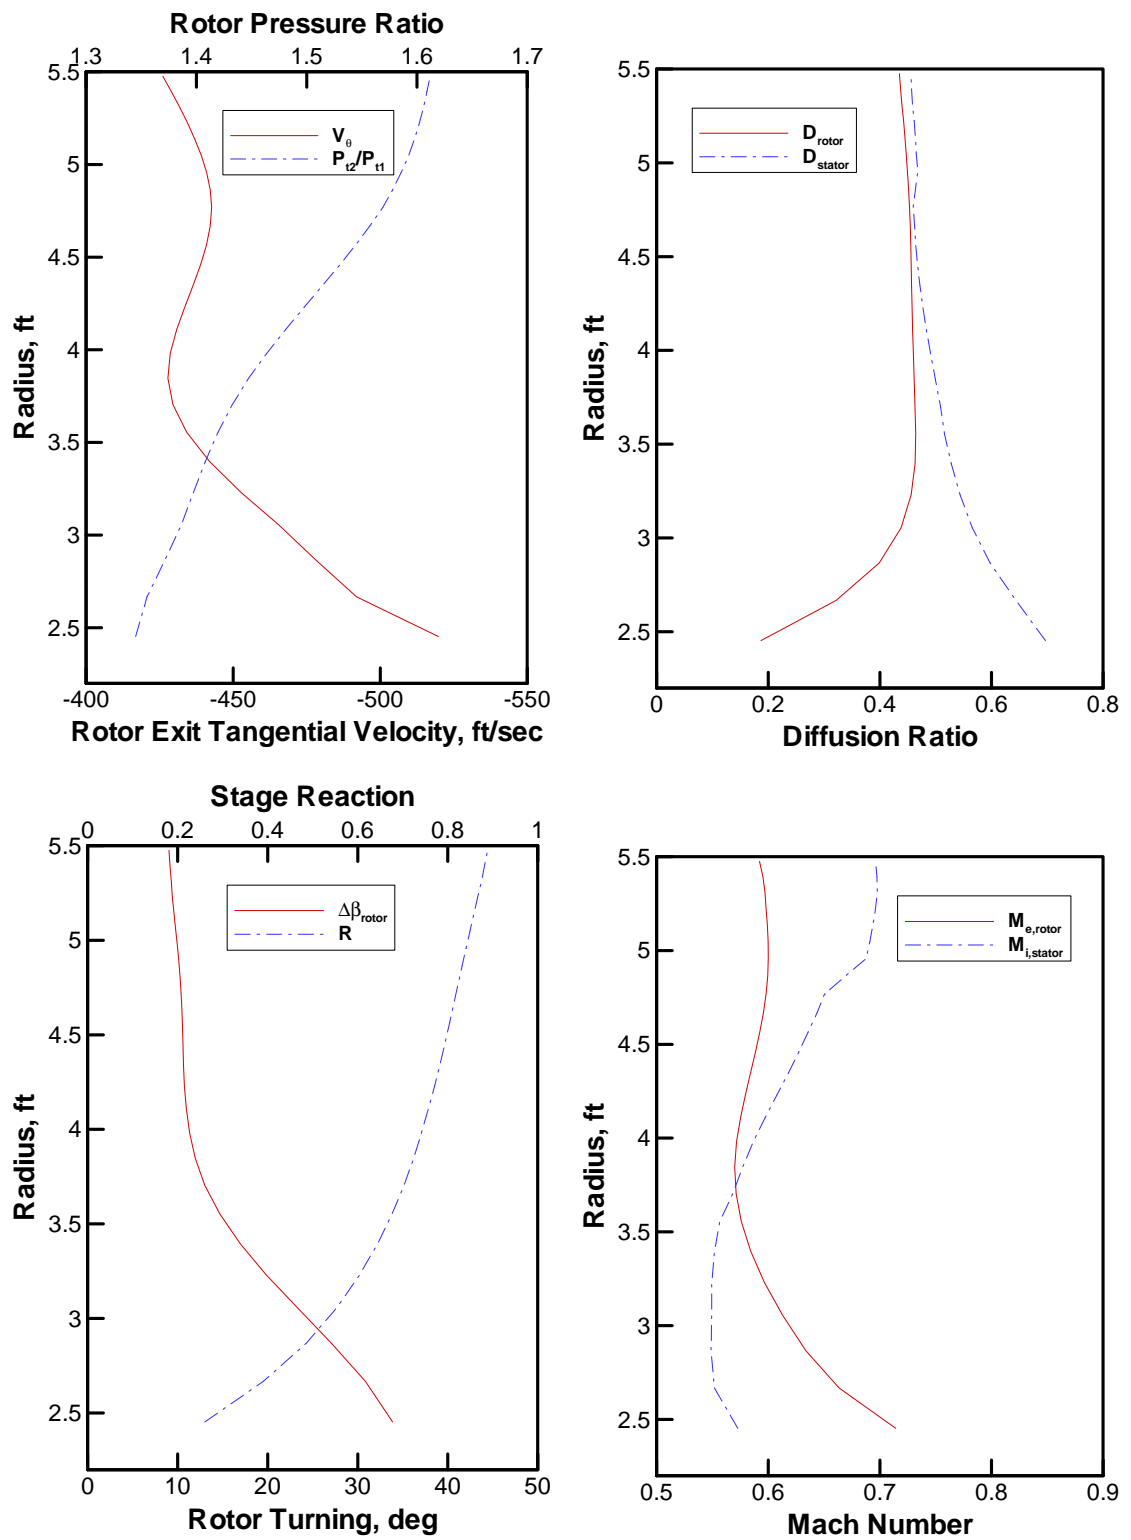 Rotor Pressure Ratio
1.3 1.4 1.5 1.6 1.7
5.5
5
4.5
4
3.5
3
2.5
Radius, ft
Vθ
Pt2/Pt1
-400 -450 -500 -550
Rotor Exit Tangential Velocity, ft/sec
5.5
5
4.5
4
3.5
3
2.5
Radius, ft
Drotor
Dstator
0 0.2 0.4 0.6 0.8
Diffusion Ratio
Stage Reaction
0 0.2 0.4 0.6 0.8 1
5.5
5
4.5
4
3.5
3
2.5
Radius, ft
Δβrotor
R
0 10 20 30 40 50
Rotor Turning, deg
5.5
5
4.5
4
3.5
3
2.5
Radius, ft
Me,rotor
Mi,stator
0.5 0.6 0.7 0.8 0.9
Mach Number